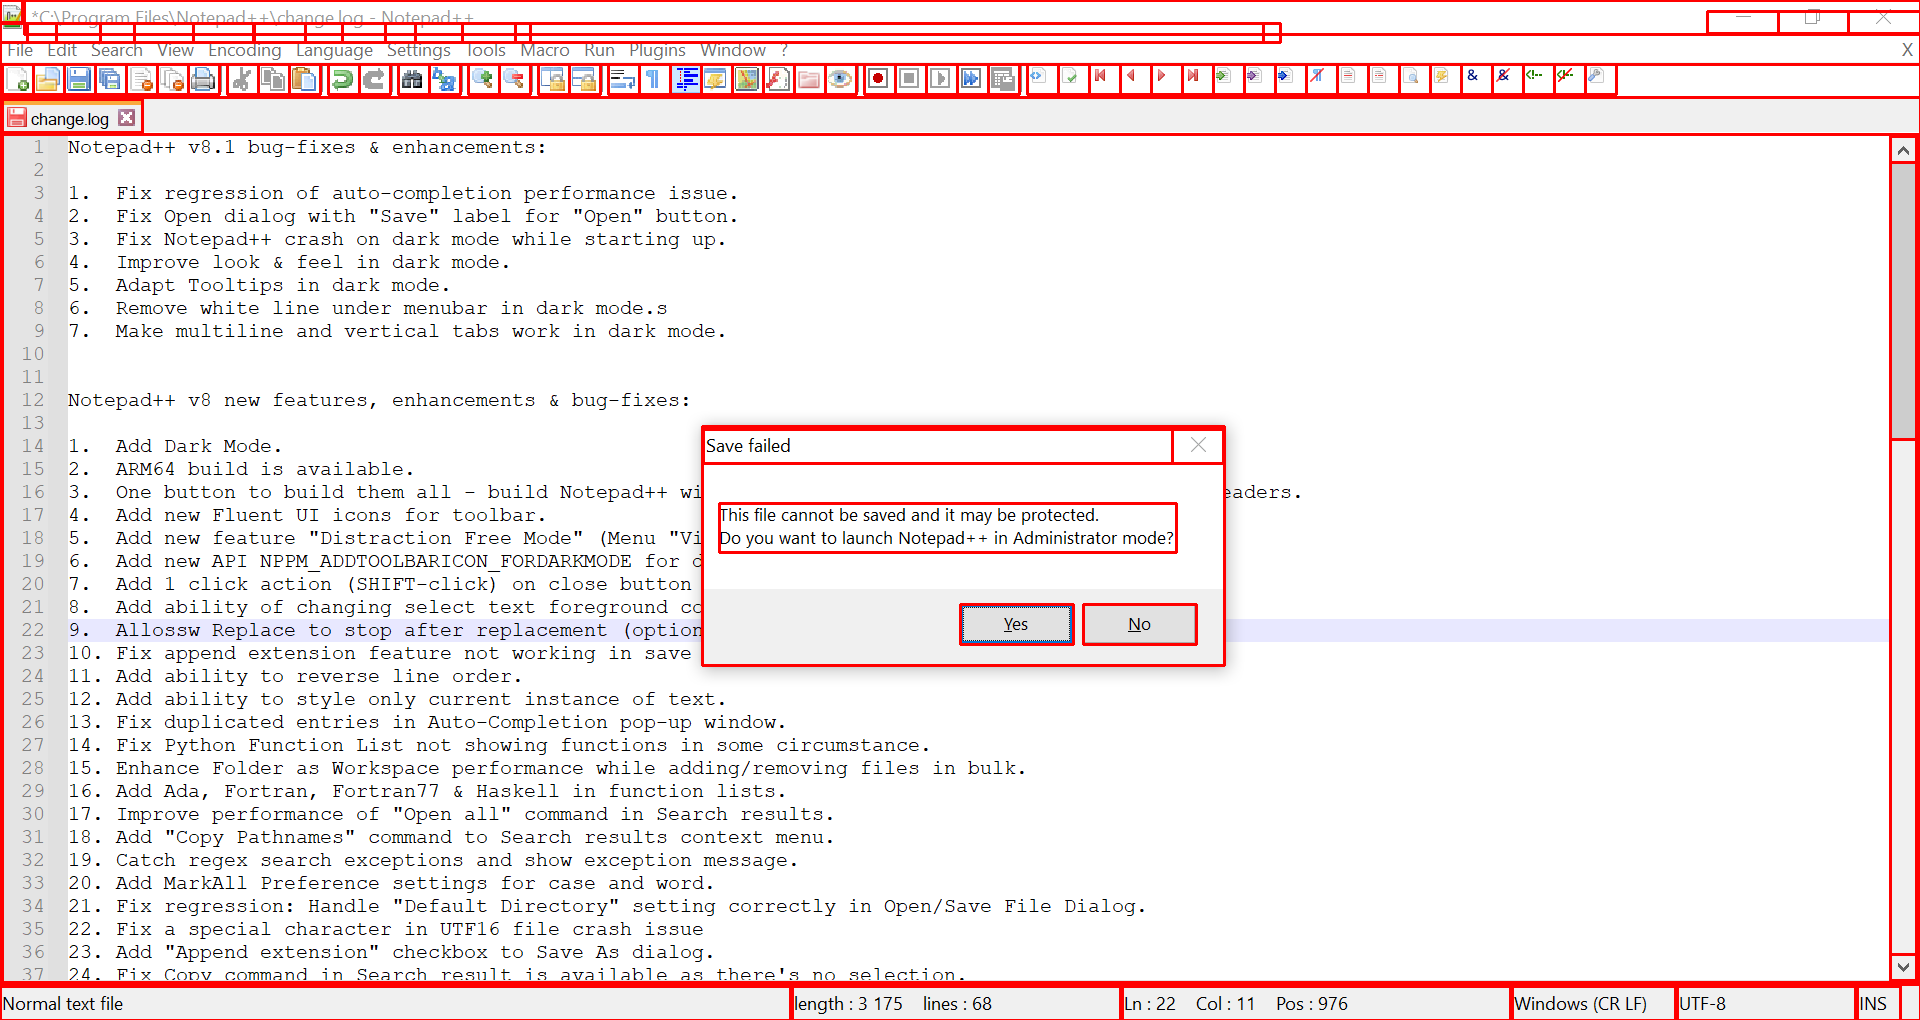 *C:\Program Files\Notepad++\change.log - Notepad++
File Edit Search View Encoding Language Settings Tools Macro Run Plugins Window ? X
change.log
1 Notepad++ v8.1 bug-fixes & enhancements:
2
3 1. Fix regression of auto-completion performance issue.
4 2. Fix Open dialog with "Save" label for "Open" button.
5 3. Fix Notepad++ crash on dark mode while starting up.
6 4. Improve look & feel in dark mode.
7 5. Adapt Tooltips in dark mode.
8 6. Remove white line under menubar in dark mode.s
9 7. Make multiline and vertical tabs work in dark mode.
10
11
12 Notepad++ v8 new features, enhancements & bug-fixes:
13
14 1. Add Dark Mode.
15 2. ARM64 build is available.
16 3. One button to build them all - build Notepad++ wi eaders.
17 4. Add new Fluent UI icons for toolbar.
18 5. Add new feature "Distraction Free Mode" (Menu "Vi
19 6. Add new API NPPM_ADDTOOLBARICON_FORDARKMODE for
20 7. Add 1 click action (SHIFT-click) on close button
21 8. Add ability of changing select text foreground co
22 9. Allossw Replace to stop after replacement (option
23 10. Fix append extension feature not working in save
24 11. Add ability to reverse line order.
25 12. Add ability to style only current instance of text.
26 13. Fix duplicated entries in Auto-Completion pop-up window.
27 14. Fix Python Function List not showing functions in some circumstance.
28 15. Enhance Folder as Workspace performance while adding/removing files in bulk.
29 16. Add Ada, Fortran, Fortran77 & Haskell in function lists.
30 17. Improve performance of "Open all" command in Search results.
31 18. Add "Copy Pathnames" command to Search results context menu.
32 19. Catch regex search exceptions and show exception message.
33 20. Add MarkAll Preference settings for case and word.
34 21. Fix regression: Handle "Default Directory" setting correctly in Open/Save File Dialog.
35 22. Fix a special character in UTF16 file crash issue
36 23. Add "Append extension" checkbox to Save As dialog.
37 24. Fix Copy command in Search result is available as there's no selection.
Save failed
This file cannot be saved and it may be protected.
Do you want to launch Notepad++ in Administrator mode?
Yes No
Normal text file length : 3 175 lines : 68 Ln : 22 Col : 11 Pos : 976 Windows (CR LF) UTF-8 INS